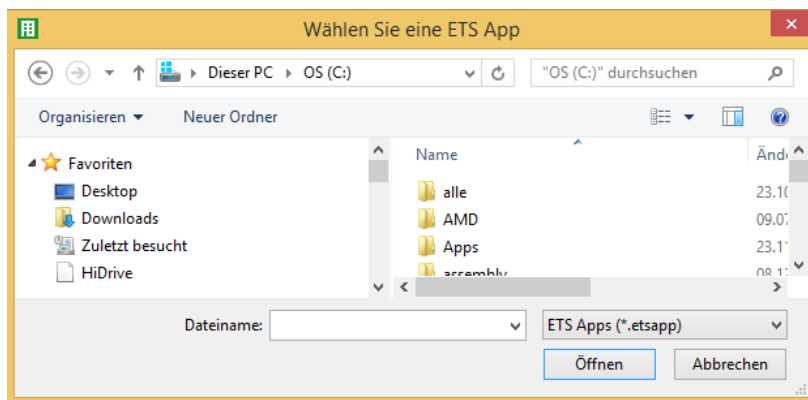 Wählen Sie eine ETS App
Dieser PC OS (C:) "OS (C:)" durchsuchen
Organisieren Neuer Ordner
Favoriten
Desktop
Downloads
Zuletzt besucht
HiDrive
Name
alle
AMD
Apps
assembly
Dateiname: ETS Apps (*.etsapp)
Öffnen Abbrechen